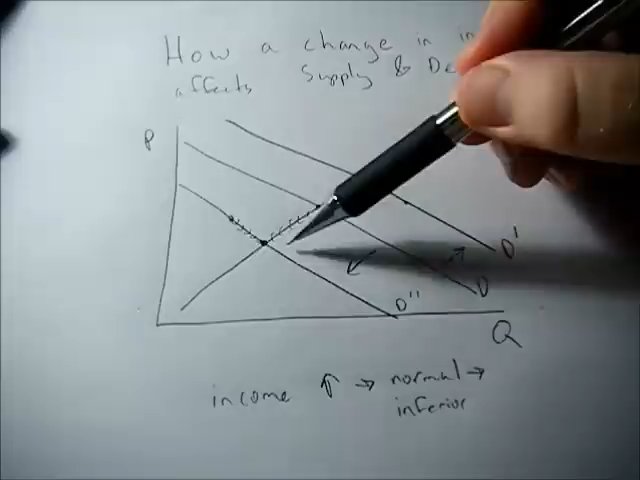 How a change in
affects Supply & De
P
D'
D
D"
Q
income ↑ → normal →
inferior